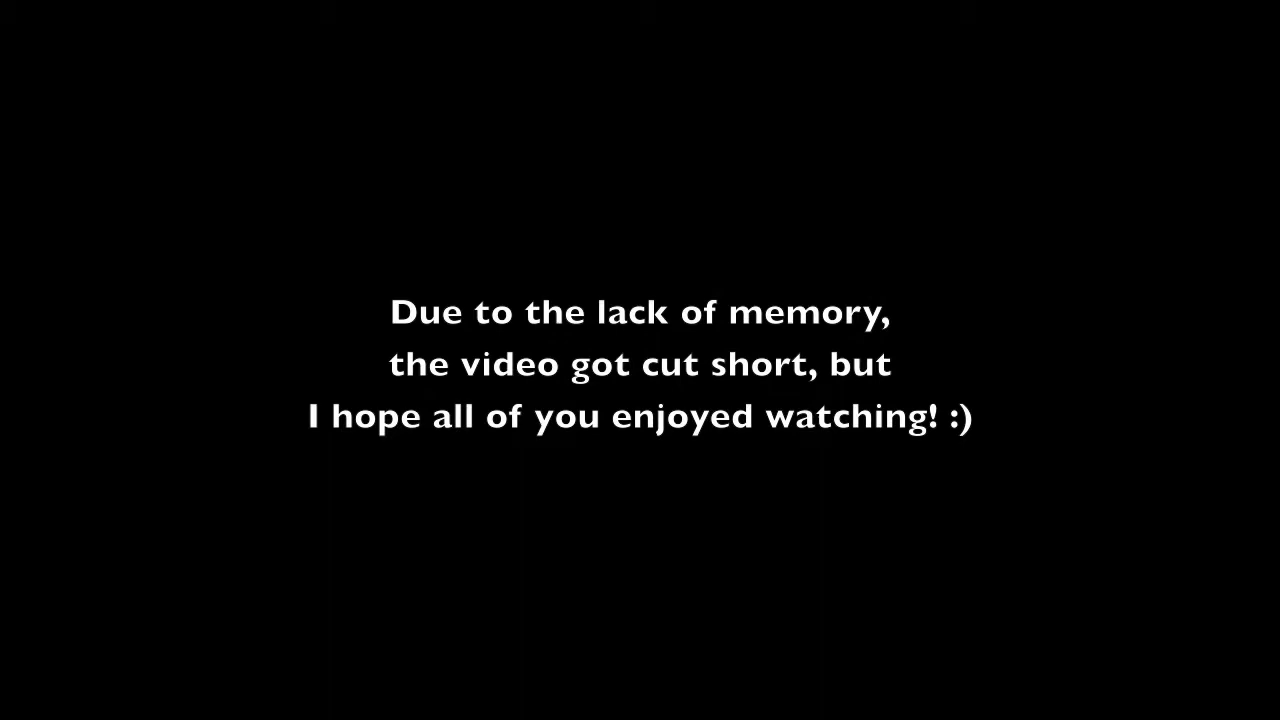 Due to the lack of memory,
the video got cut short, but
I hope all of you enjoyed watching! :)